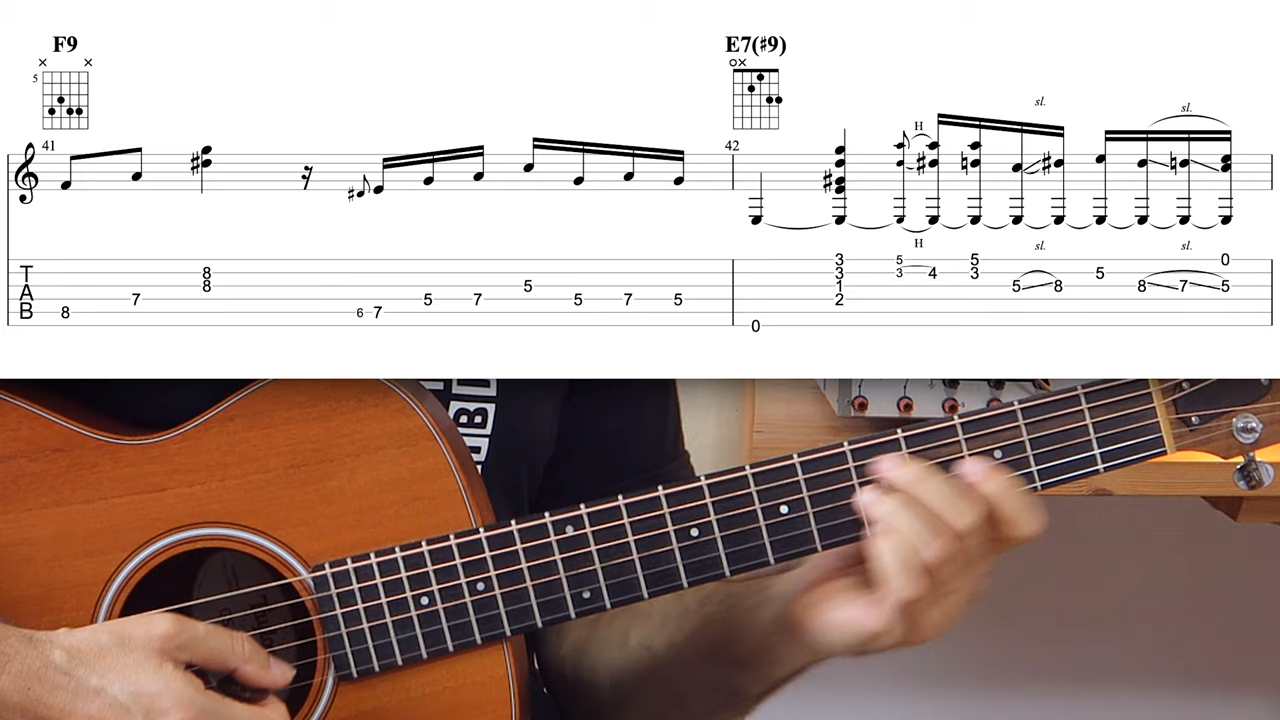 F9 E7(♯9)
× × ○×
5
41 42
H sl. sl.
H sl. sl.
3 5 5 0
T 8 3 3 4 3 5
8 5 1 5 8 8 7 5
A 7 5 7 5 7 5 2
B 8 6 7
0